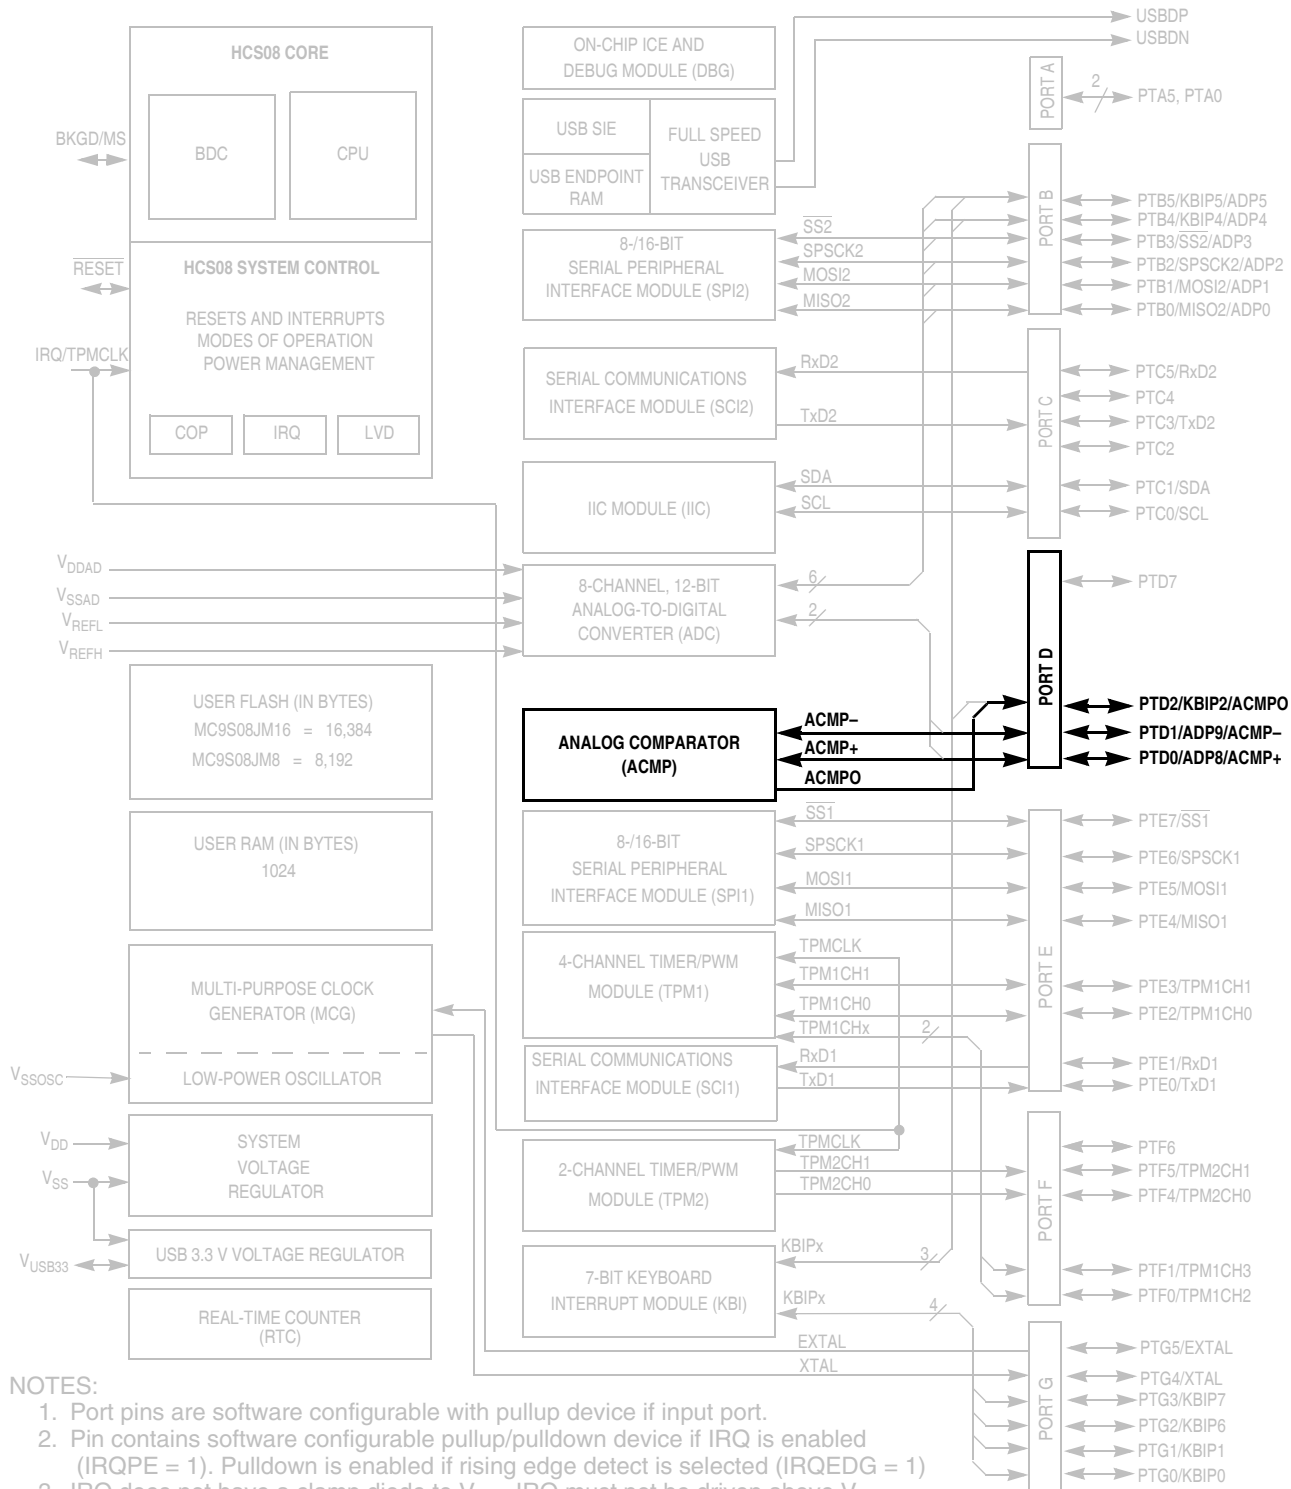 HCS08 CORE
BDC
CPU
BKGD/MS
HCS08 SYSTEM CONTROL
RESET
RESETS AND INTERRUPTS
MODES OF OPERATION
POWER MANAGEMENT
IRQ/TPMCLK
COP
IRQ
LVD
VDDAD
VSSAD
VREFL
VREFH
USER FLASH (IN BYTES)
MC9S08JM16 = 16,384
MC9S08JM8 = 8,192
USER RAM (IN BYTES)
1024
MULTI-PURPOSE CLOCK
GENERATOR (MCG)
LOW-POWER OSCILLATOR
VSSOSC
VDD
VSS
SYSTEM
VOLTAGE
REGULATOR
VUSB33
USB 3.3 V VOLTAGE REGULATOR
REAL-TIME COUNTER
(RTC)
ON-CHIP ICE AND
DEBUG MODULE (DBG)
USB SIE
USB ENDPOINT
RAM
FULL SPEED
USB
TRANSCEIVER
8-/16-BIT
SERIAL PERIPHERAL
INTERFACE MODULE (SPI2)
SS2
SPSCK2
MOSI2
MISO2
SERIAL COMMUNICATIONS
INTERFACE MODULE (SCI2)
RxD2
TxD2
IIC MODULE (IIC)
SDA
SCL
8-CHANNEL, 12-BIT
ANALOG-TO-DIGITAL
CONVERTER (ADC)
6
2
ANALOG COMPARATOR
(ACMP)
ACMP–
ACMP+
ACMPO
8-/16-BIT
SERIAL PERIPHERAL
INTERFACE MODULE (SPI1)
SS1
SPSCK1
MOSI1
MISO1
4-CHANNEL TIMER/PWM
MODULE (TPM1)
TPMCLK
TPM1CH1
TPM1CH0
TPM1CHx
2
SERIAL COMMUNICATIONS
INTERFACE MODULE (SCI1)
RxD1
TxD1
2-CHANNEL TIMER/PWM
MODULE (TPM2)
TPMCLK
TPM2CH1
TPM2CH0
7-BIT KEYBOARD
INTERRUPT MODULE (KBI)
KBIPx
3
KBIPx
4
EXTAL
XTAL
USBDP
USBDN
PORT A
2
PTA5, PTA0
PORT B
PTB5/KBIP5/ADP5
PTB4/KBIP4/ADP4
PTB3/SS2/ADP3
PTB2/SPSCK2/ADP2
PTB1/MOSI2/ADP1
PTB0/MISO2/ADP0
PORT C
PTC5/RxD2
PTC4
PTC3/TxD2
PTC2
PTC1/SDA
PTC0/SCL
PORT D
PTD7
PTD2/KBIP2/ACMPO
PTD1/ADP9/ACMP–
PTD0/ADP8/ACMP+
PORT E
PTE7/SS1
PTE6/SPSCK1
PTE5/MOSI1
PTE4/MISO1
PTE3/TPM1CH1
PTE2/TPM1CH0
PTE1/RxD1
PTE0/TxD1
PORT F
PTF6
PTF5/TPM2CH1
PTF4/TPM2CH0
PTF1/TPM1CH3
PTF0/TPM1CH2
PORT G
PTG5/EXTAL
PTG4/XTAL
PTG3/KBIP7
PTG2/KBIP6
PTG1/KBIP1
PTG0/KBIP0
NOTES:
1. Port pins are software configurable with pullup device if input port.
2. Pin contains software configurable pullup/pulldown device if IRQ is enabled
(IRQPE = 1). Pulldown is enabled if rising edge detect is selected (IRQEDG = 1)
3. IRQ does not have a clamp diode to V IRQ must not be driven above V